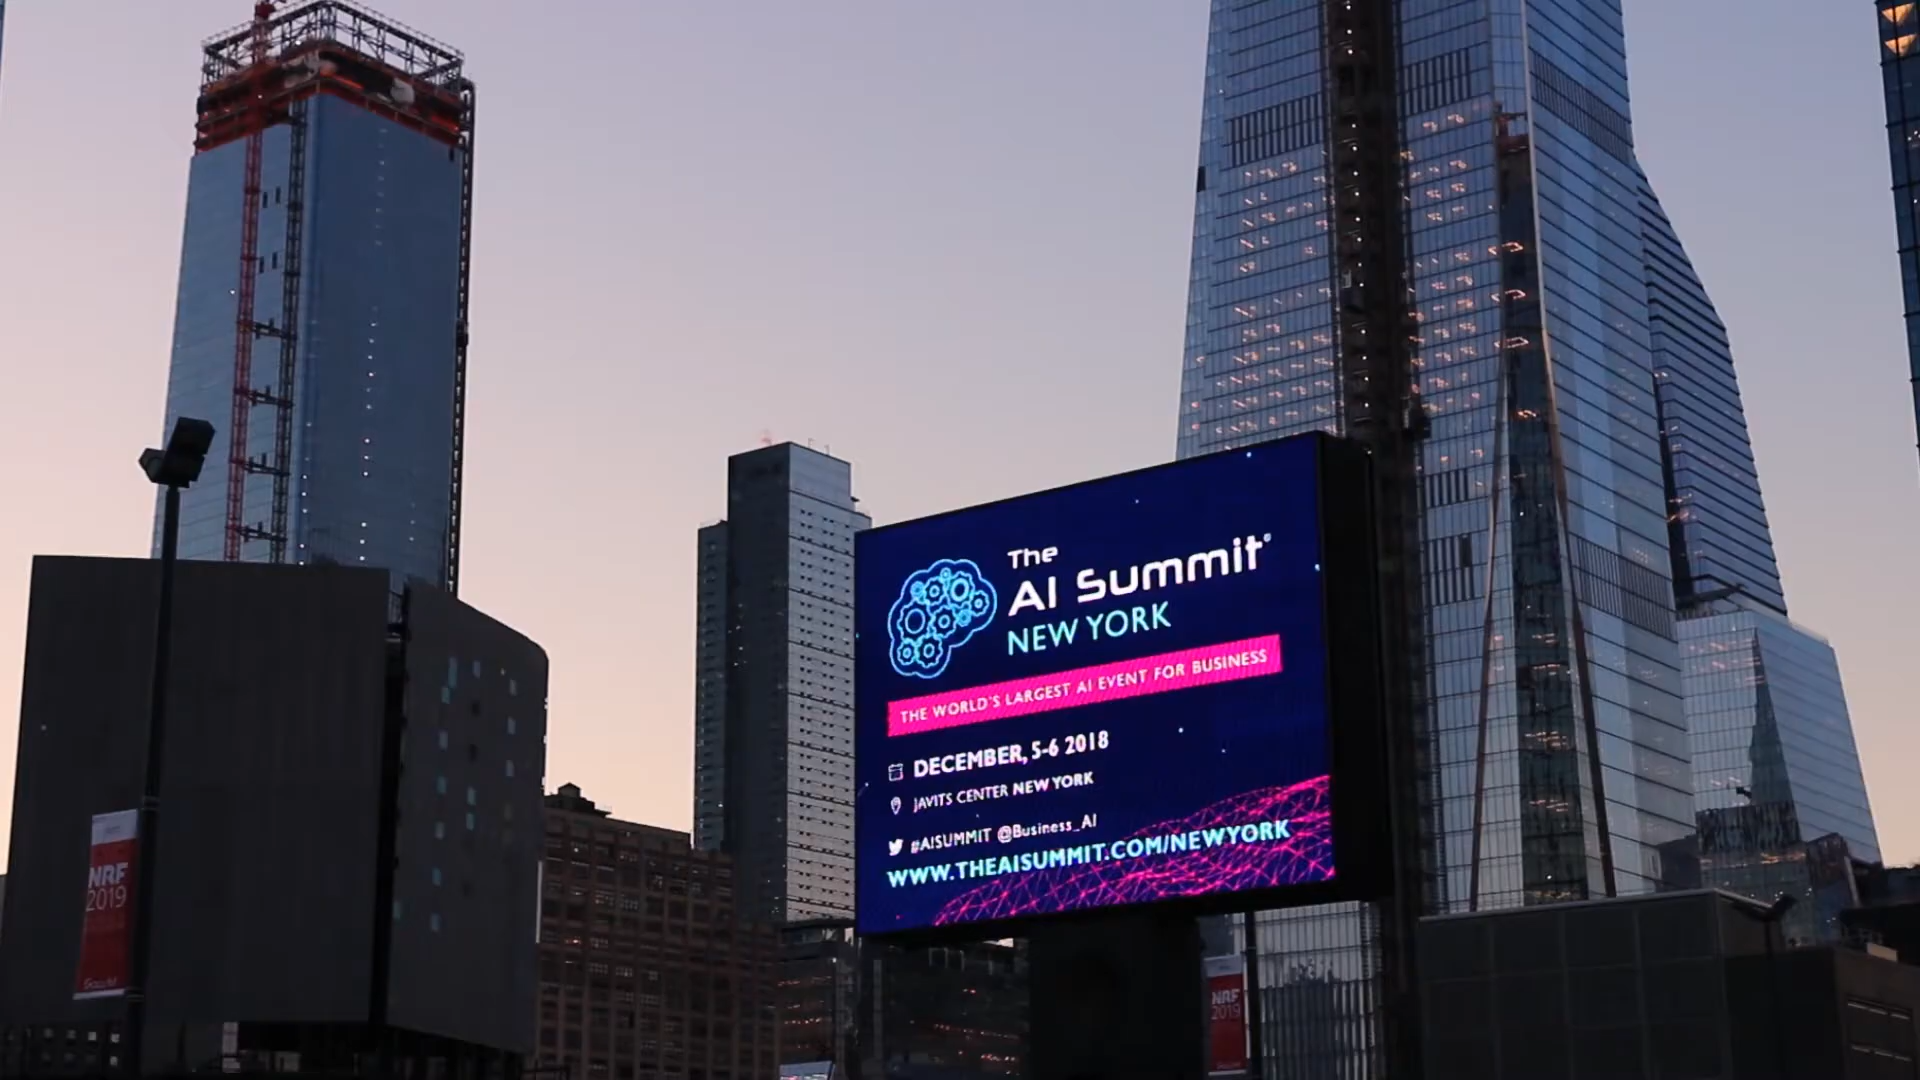 The
AI Summit®
NEW YORK
THE WORLD'S LARGEST AI EVENT FOR BUSINESS
DECEMBER, 5-6 2018
JAVITS CENTER NEW YORK
#AISUMMIT @Business_AI
WWW.THEAISUMMIT.COM/NEWYORK
NRF
2019
NRF
2019